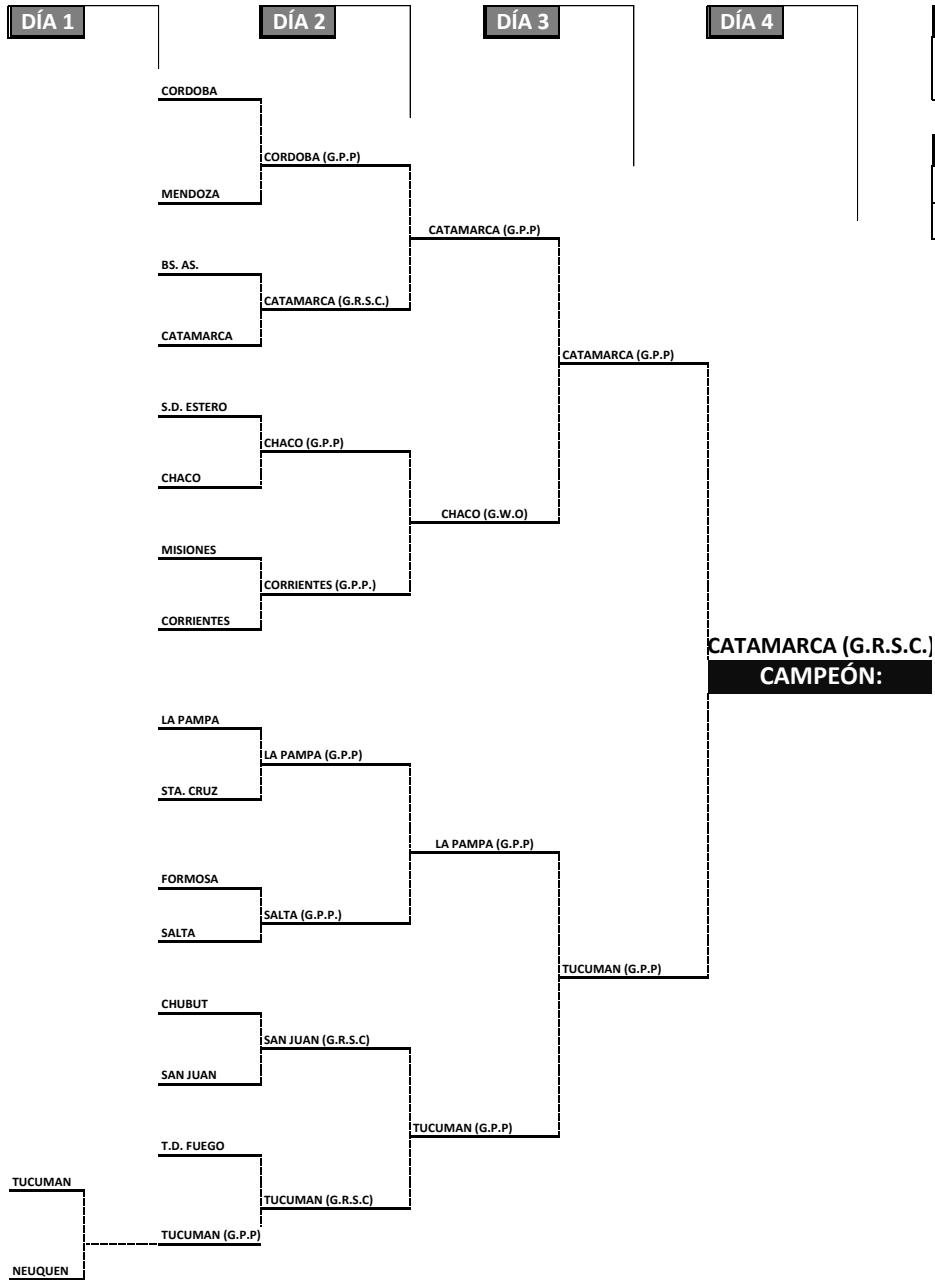 DÍA 1 DÍA 2 DÍA 3 DÍA 4
CORDOBA
CORDOBA (G.P.P)
MENDOZA
CATAMARCA (G.P.P)
BS. AS.
CATAMARCA (G.R.S.C.)
CATAMARCA
CATAMARCA (G.P.P)
S.D. ESTERO
CHACO (G.P.P)
CHACO
CHACO (G.W.O)
MISIONES
CORRIENTES (G.P.P.)
CORRIENTES
CATAMARCA (G.R.S.C.)
CAMPEÓN:
LA PAMPA
LA PAMPA (G.P.P)
STA. CRUZ
LA PAMPA (G.P.P)
FORMOSA
SALTA (G.P.P.)
SALTA
TUCUMAN (G.P.P)
CHUBUT
SAN JUAN (G.R.S.C)
SAN JUAN
TUCUMAN (G.P.P)
T.D. FUEGO
TUCUMAN
TUCUMAN (G.R.S.C)
TUCUMAN (G.P.P)
NEUQUEN